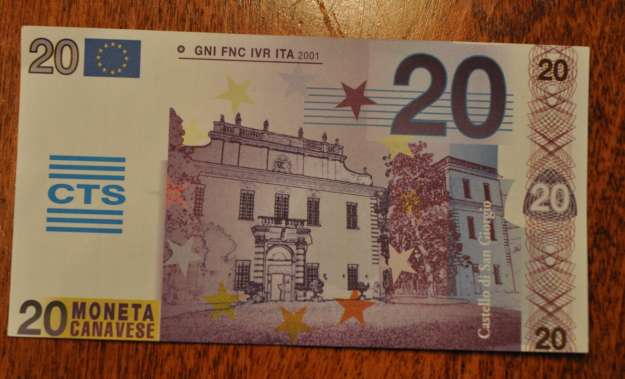 20
© GNI FNC IVR ITA 2001
20
20
CTS
20
Castello di San Giorgio
20 MONETA
CANAVESE
20